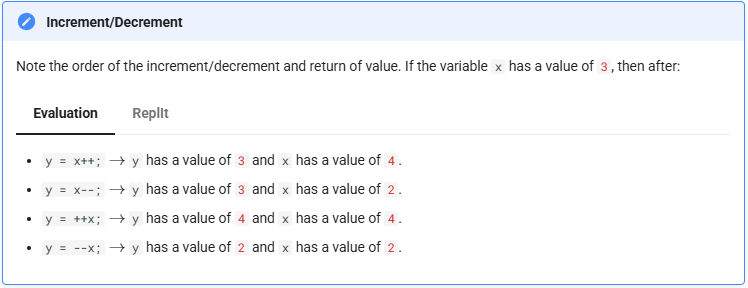 Increment/Decrement
Note the order of the increment/decrement and return of value. If the variable x has a value of 3, then after:
Evaluation ReplIt
• y = x++; → y has a value of 3 and x has a value of 4.
• y = x--; → y has a value of 3 and x has a value of 2.
• y = ++x; → y has a value of 4 and x has a value of 4.
• y = --x; → y has a value of 2 and x has a value of 2.